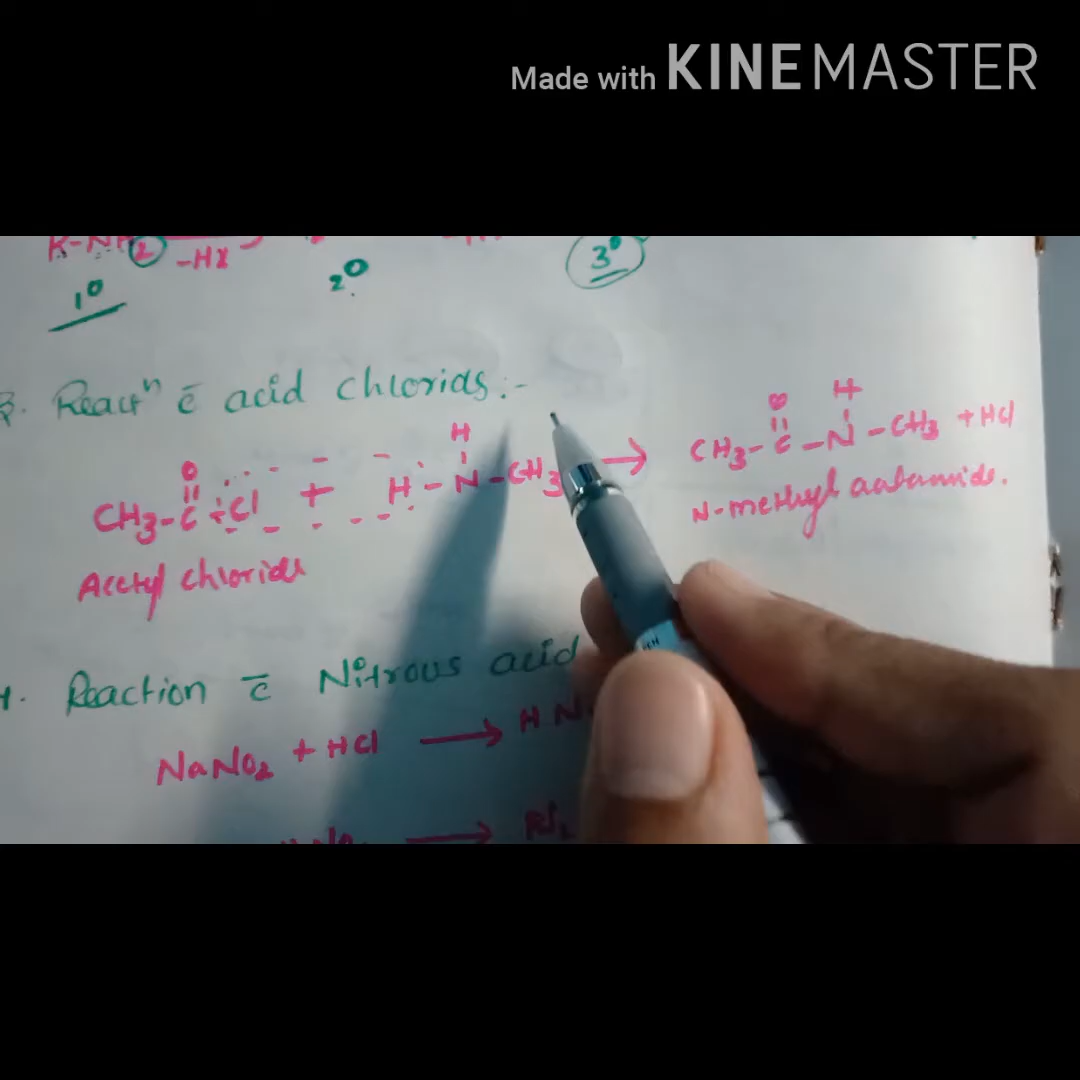 Made with KINEMASTER
-HX
1° 2° 3°
3. Reactⁿ c̄ acid chlorids:-
CH₃-C(=O)-Cl + H-N(H)-CH₃ → CH₃-C(=O)-N(H)-CH₃ + HCl
Acetyl chloride N-methyl
4. Reaction c̄ Nitrous acid
NaNO₂ + HCl → HN